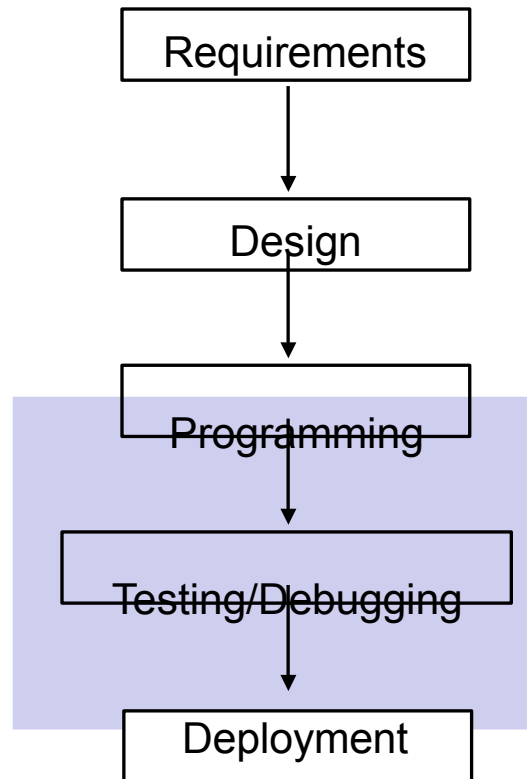 Requirements
Design
Programming
Testing/Debugging
Deployment